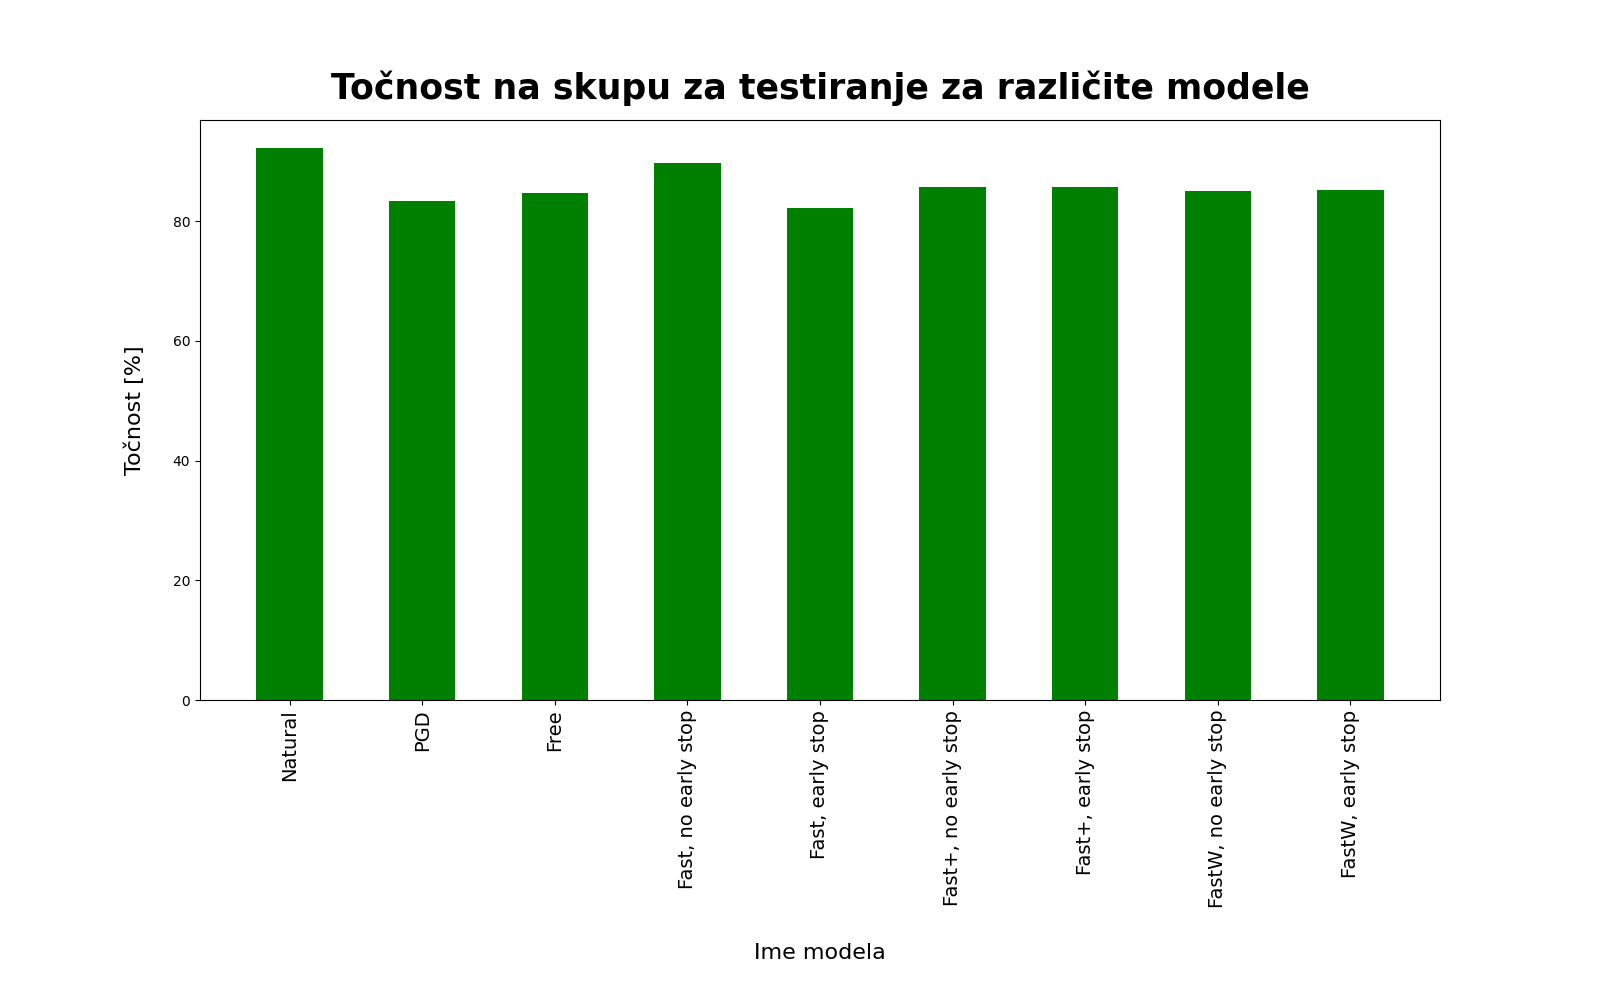 Točnost na skupu za testiranje za različite modele
Točnost [%]
80
60
40
20
0
Natural
PGD
Free
Fast, no early stop
Fast, early stop
Fast+, no early stop
Fast+, early stop
FastW, no early stop
FastW, early stop
Ime modela